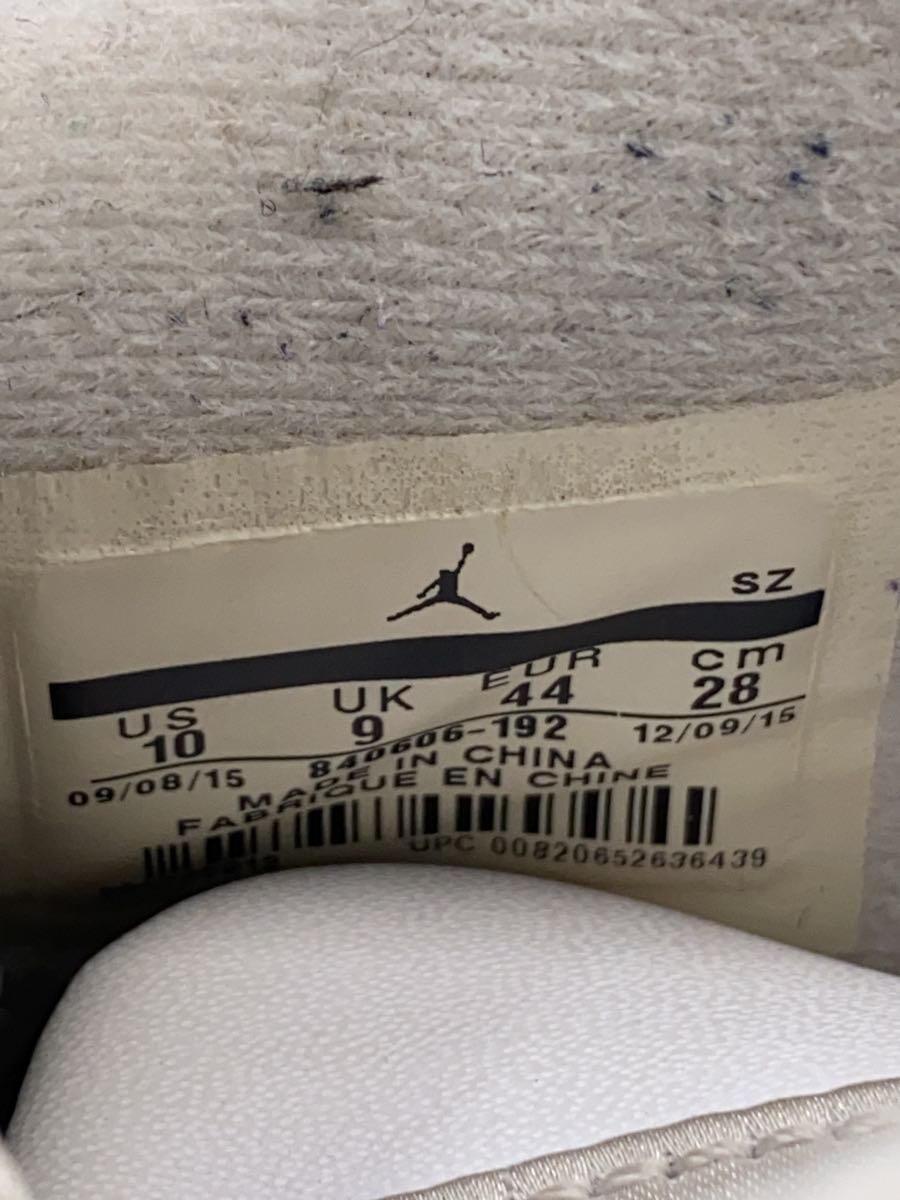 SZ
US UK EUR cm
10 9 44 28
09/08/15 840606-192 12/09/15
MADE IN CHINA
FABRIQUE EN CHINE
UPC 00820652636439